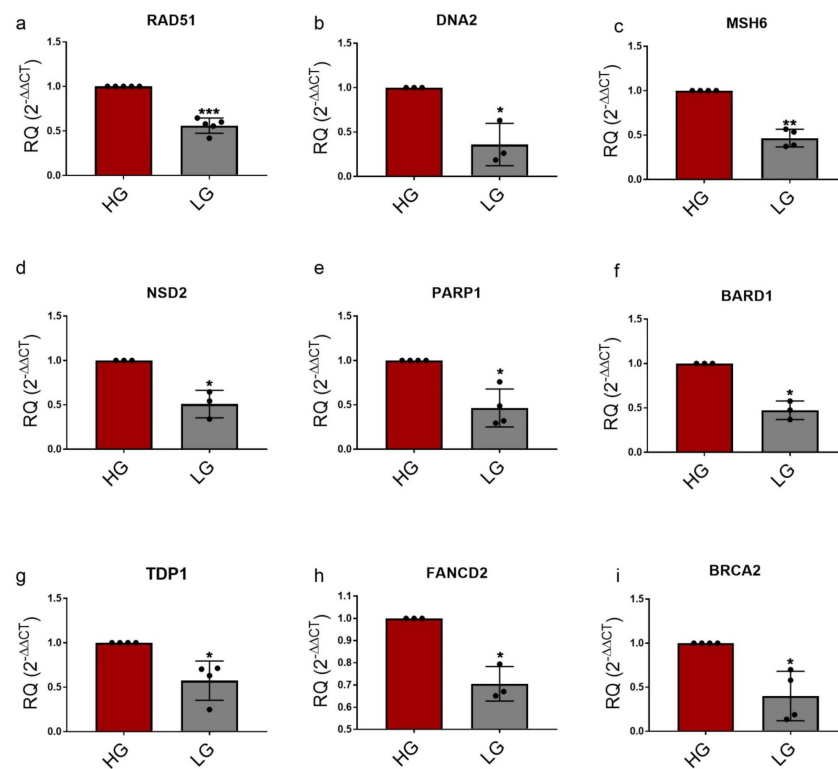 a
RAD51
RQ (2^-ΔΔCT)
1.5
1.0
0.5
0.0
***
HG
LG
b
DNA2
RQ (2^-ΔΔCT)
1.5
1.0
0.5
0.0
*
HG
LG
c
MSH6
RQ (2^-ΔΔCT)
1.5
1.0
0.5
0.0
**
HG
LG
d
NSD2
RQ (2^-ΔΔCT)
1.5
1.0
0.5
0.0
*
HG
LG
e
PARP1
RQ (2^-ΔΔCT)
1.5
1.0
0.5
0.0
*
HG
LG
f
BARD1
RQ (2^-ΔΔCT)
1.5
1.0
0.5
0.0
*
HG
LG
g
TDP1
RQ (2^-ΔΔCT)
1.5
1.0
0.5
0.0
*
HG
LG
h
FANCD2
RQ (2^-ΔΔCT)
1.1
1.0
0.9
0.8
0.7
0.6
0.5
*
HG
LG
i
BRCA2
RQ (2^-ΔΔCT)
1.5
1.0
0.5
0.0
*
HG
LG